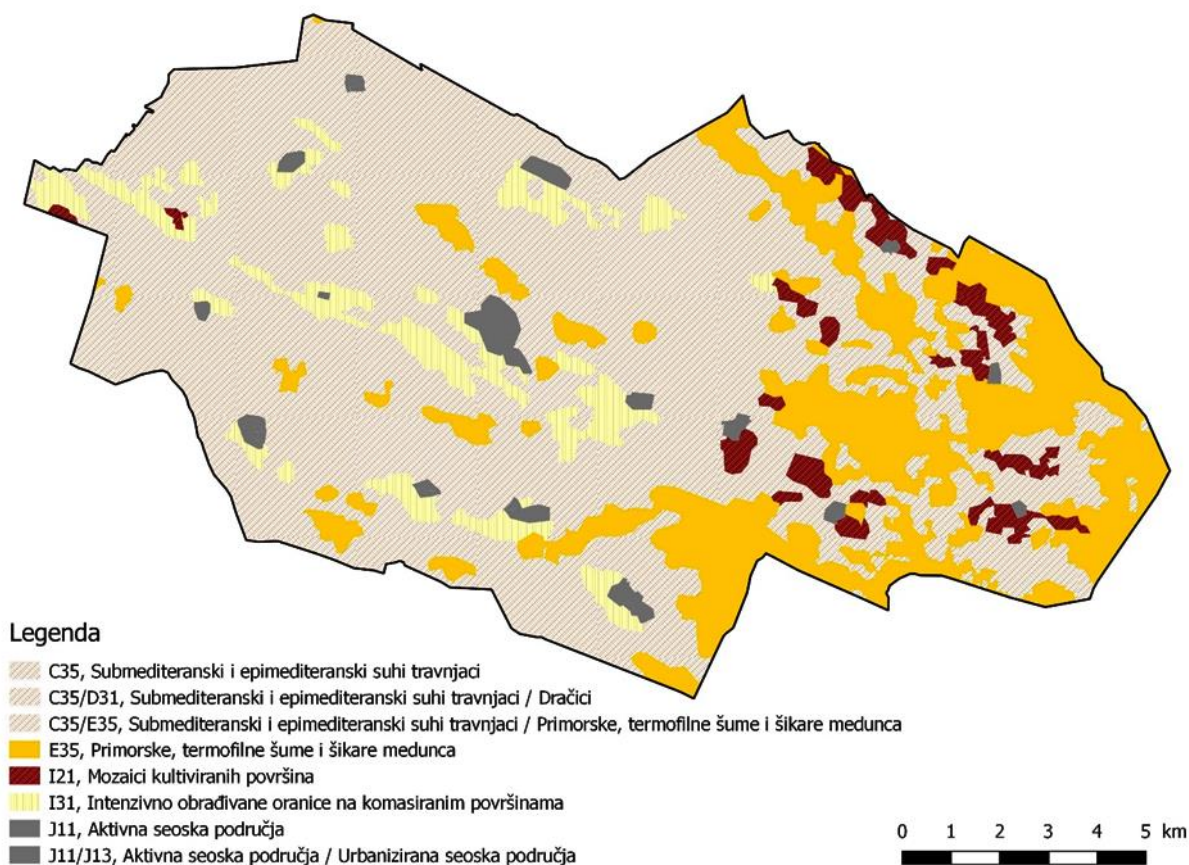 Legenda
C35, Submediteranski i epimediteranski suhi travnjaci
C35/D31, Submediteranski i epimediteranski suhi travnjaci / Dračici
C35/E35, Submediteranski i epimediteranski suhi travnjaci / Primorske, termofilne šume i šikare medunca
E35, Primorske, termofilne šume i šikare medunca
I21, Mozaici kultiviranih površina
I31, Intenzivno obrađivane oranice na komasiranim površinama
J11, Aktivna seoska područja
J11/J13, Aktivna seoska područja / Urbanizirana seoska područja
0 1 2 3 4 5 km